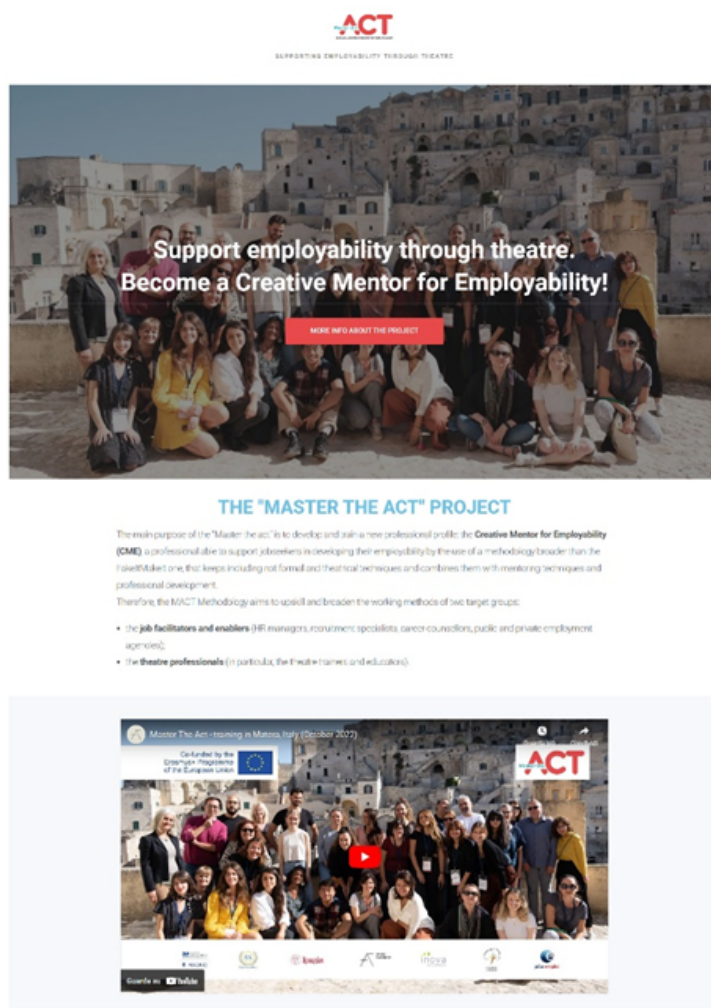 ACT
SUPPORTING EMPLOYABILITY THROUGH THEATRE
Support employability through theatre.
Become a Creative Mentor for Employability!
MORE INFO ABOUT THE PROJECT
THE "MASTER THE ACT" PROJECT
The main purpose of the "Master the act" is to develop and train a new professional profile: the Creative Mentor for Employability
(CME) a professional able to support jobseekers in developing their employability by the use of a methodology broader than the
one, that keeps including not formal and theatrical techniques and combines them with mentoring techniques and
professional development.
Therefore, the MACT Methodology aims to upskill and broaden the working methods of two target groups:
• the job facilitators and enablers (HR managers, recruitment specialists, career counsellors, public and private employment
agencies);
• the theatre professionals (in particular, the theatre trainers and educators).
Master The Act - training in Matera, Italy (October 2022)
Co-funded by the
Erasmus+ Programme
of the European Union
ACT
inova
Guarda su YouTube